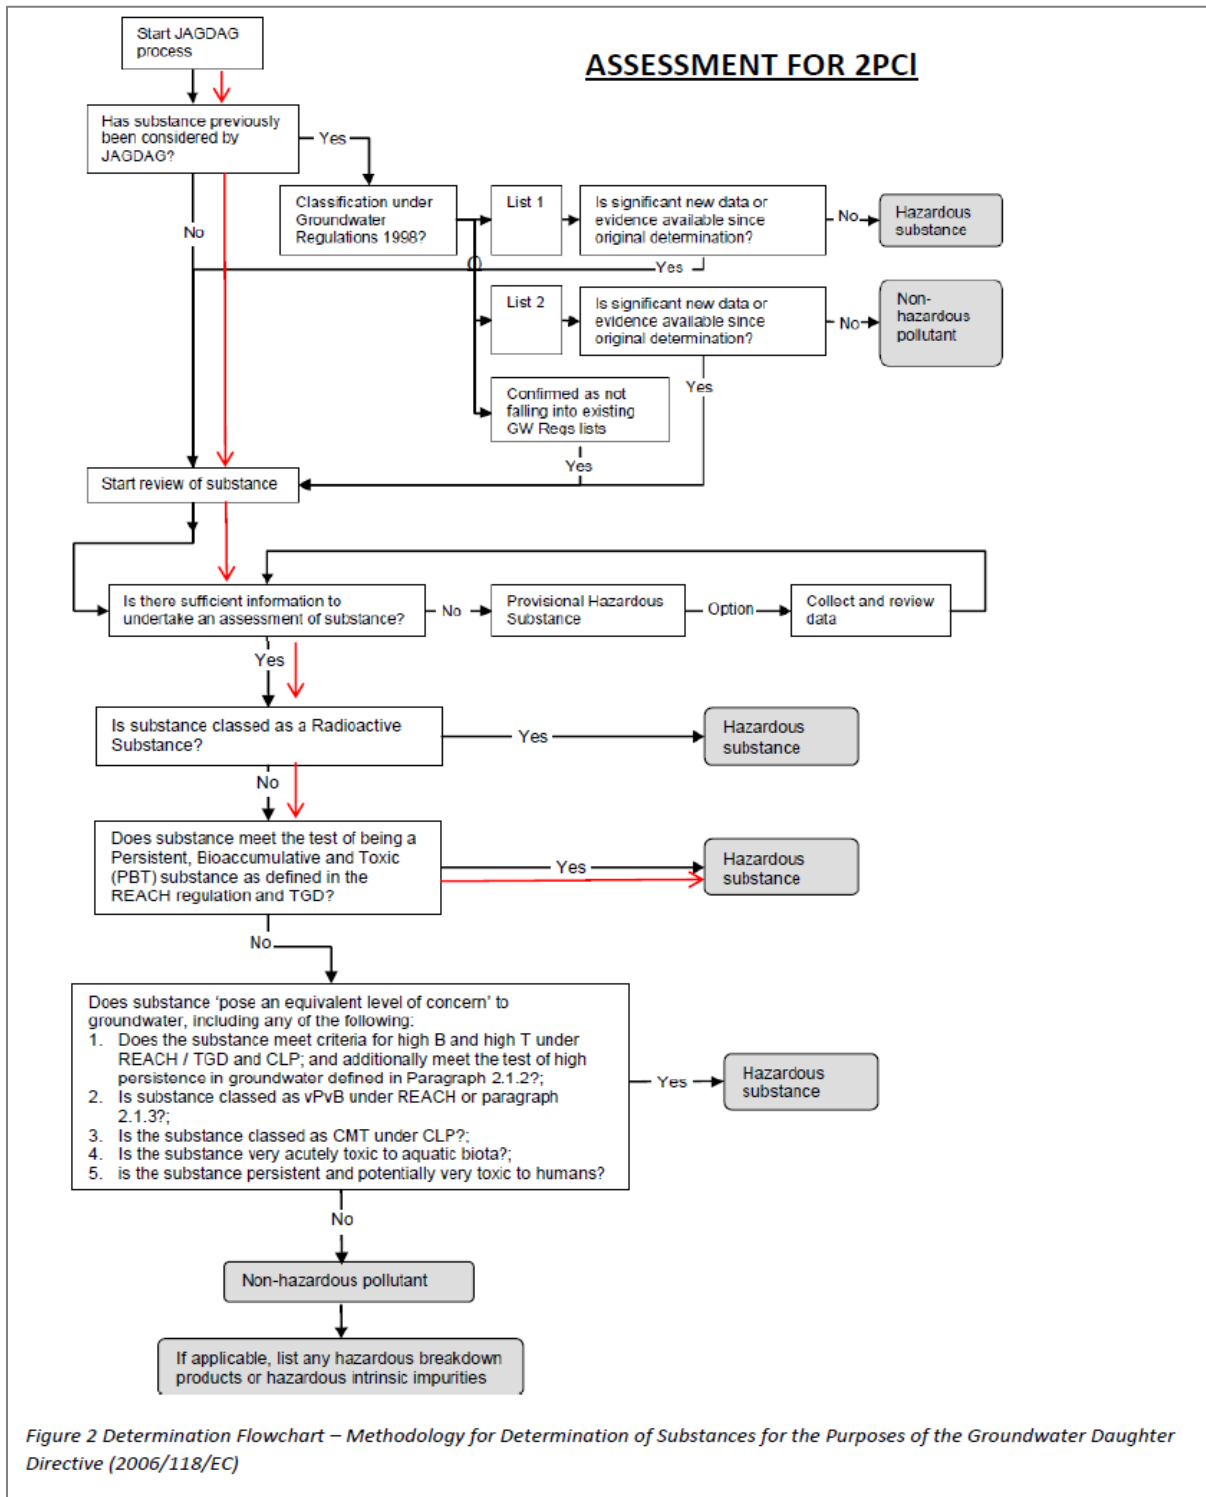 Start JAGDAG
process
ASSESSMENT FOR 2PCl
Has substance previously
been considered by
JAGDAG?
Yes
No
Classification under
Groundwater
Regulations 1998?
List 1
Is significant new data or
evidence available since
original determination?
No
Hazardous
substance
Yes
List 2
Is significant new data or
evidence available since
original determination?
No
Non-
hazardous
pollutant
Yes
Confirmed as not
falling into existing
GW Regs lists
Yes
Start review of substance
Is there sufficient information to
undertake an assessment of substance?
No
Provisional Hazardous
Substance
Option
Collect and review
data
Yes
Is substance classed as a Radioactive
Substance?
Yes
Hazardous
substance
No
Does substance meet the test of being a
Persistent, Bioaccumulative and Toxic
(PBT) substance as defined in the
REACH regulation and TGD?
Yes
Hazardous
substance
No
Does substance ‘pose an equivalent level of concern’ to
groundwater, including any of the following:
1. Does the substance meet criteria for high B and high T under
REACH / TGD and CLP; and additionally meet the test of high
persistence in groundwater defined in Paragraph 2.1.2?;
2. Is substance classed as vPvB under REACH or paragraph
2.1.3?;
3. Is the substance classed as CMT under CLP?;
4. Is the substance very acutely toxic to aquatic biota?;
5. is the substance persistent and potentially very toxic to humans?
Yes
Hazardous
substance
No
Non-hazardous pollutant
If applicable, list any hazardous breakdown
products or hazardous intrinsic impurities
Figure 2 Determination Flowchart – Methodology for Determination of Substances for the Purposes of the Groundwater Daughter
Directive (2006/118/EC)